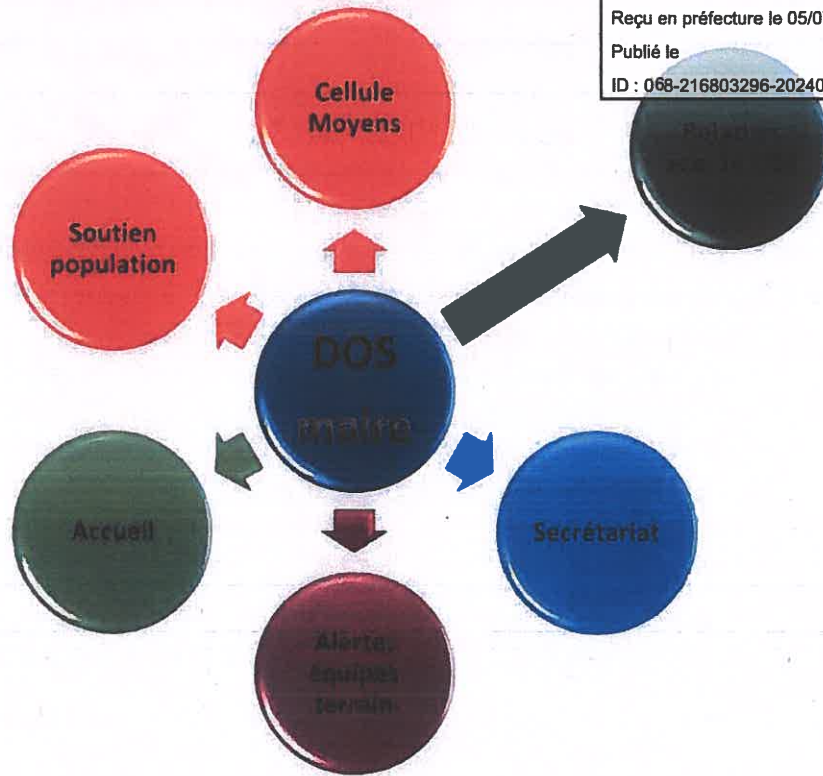 Reçu en préfecture le 05/0
Publié le
ID : 068-216803296-20240
Cellule
Moyens
Soutien
population
DOS
maire
Accueil
Secrétariat
Alerte,
équipes
terrain